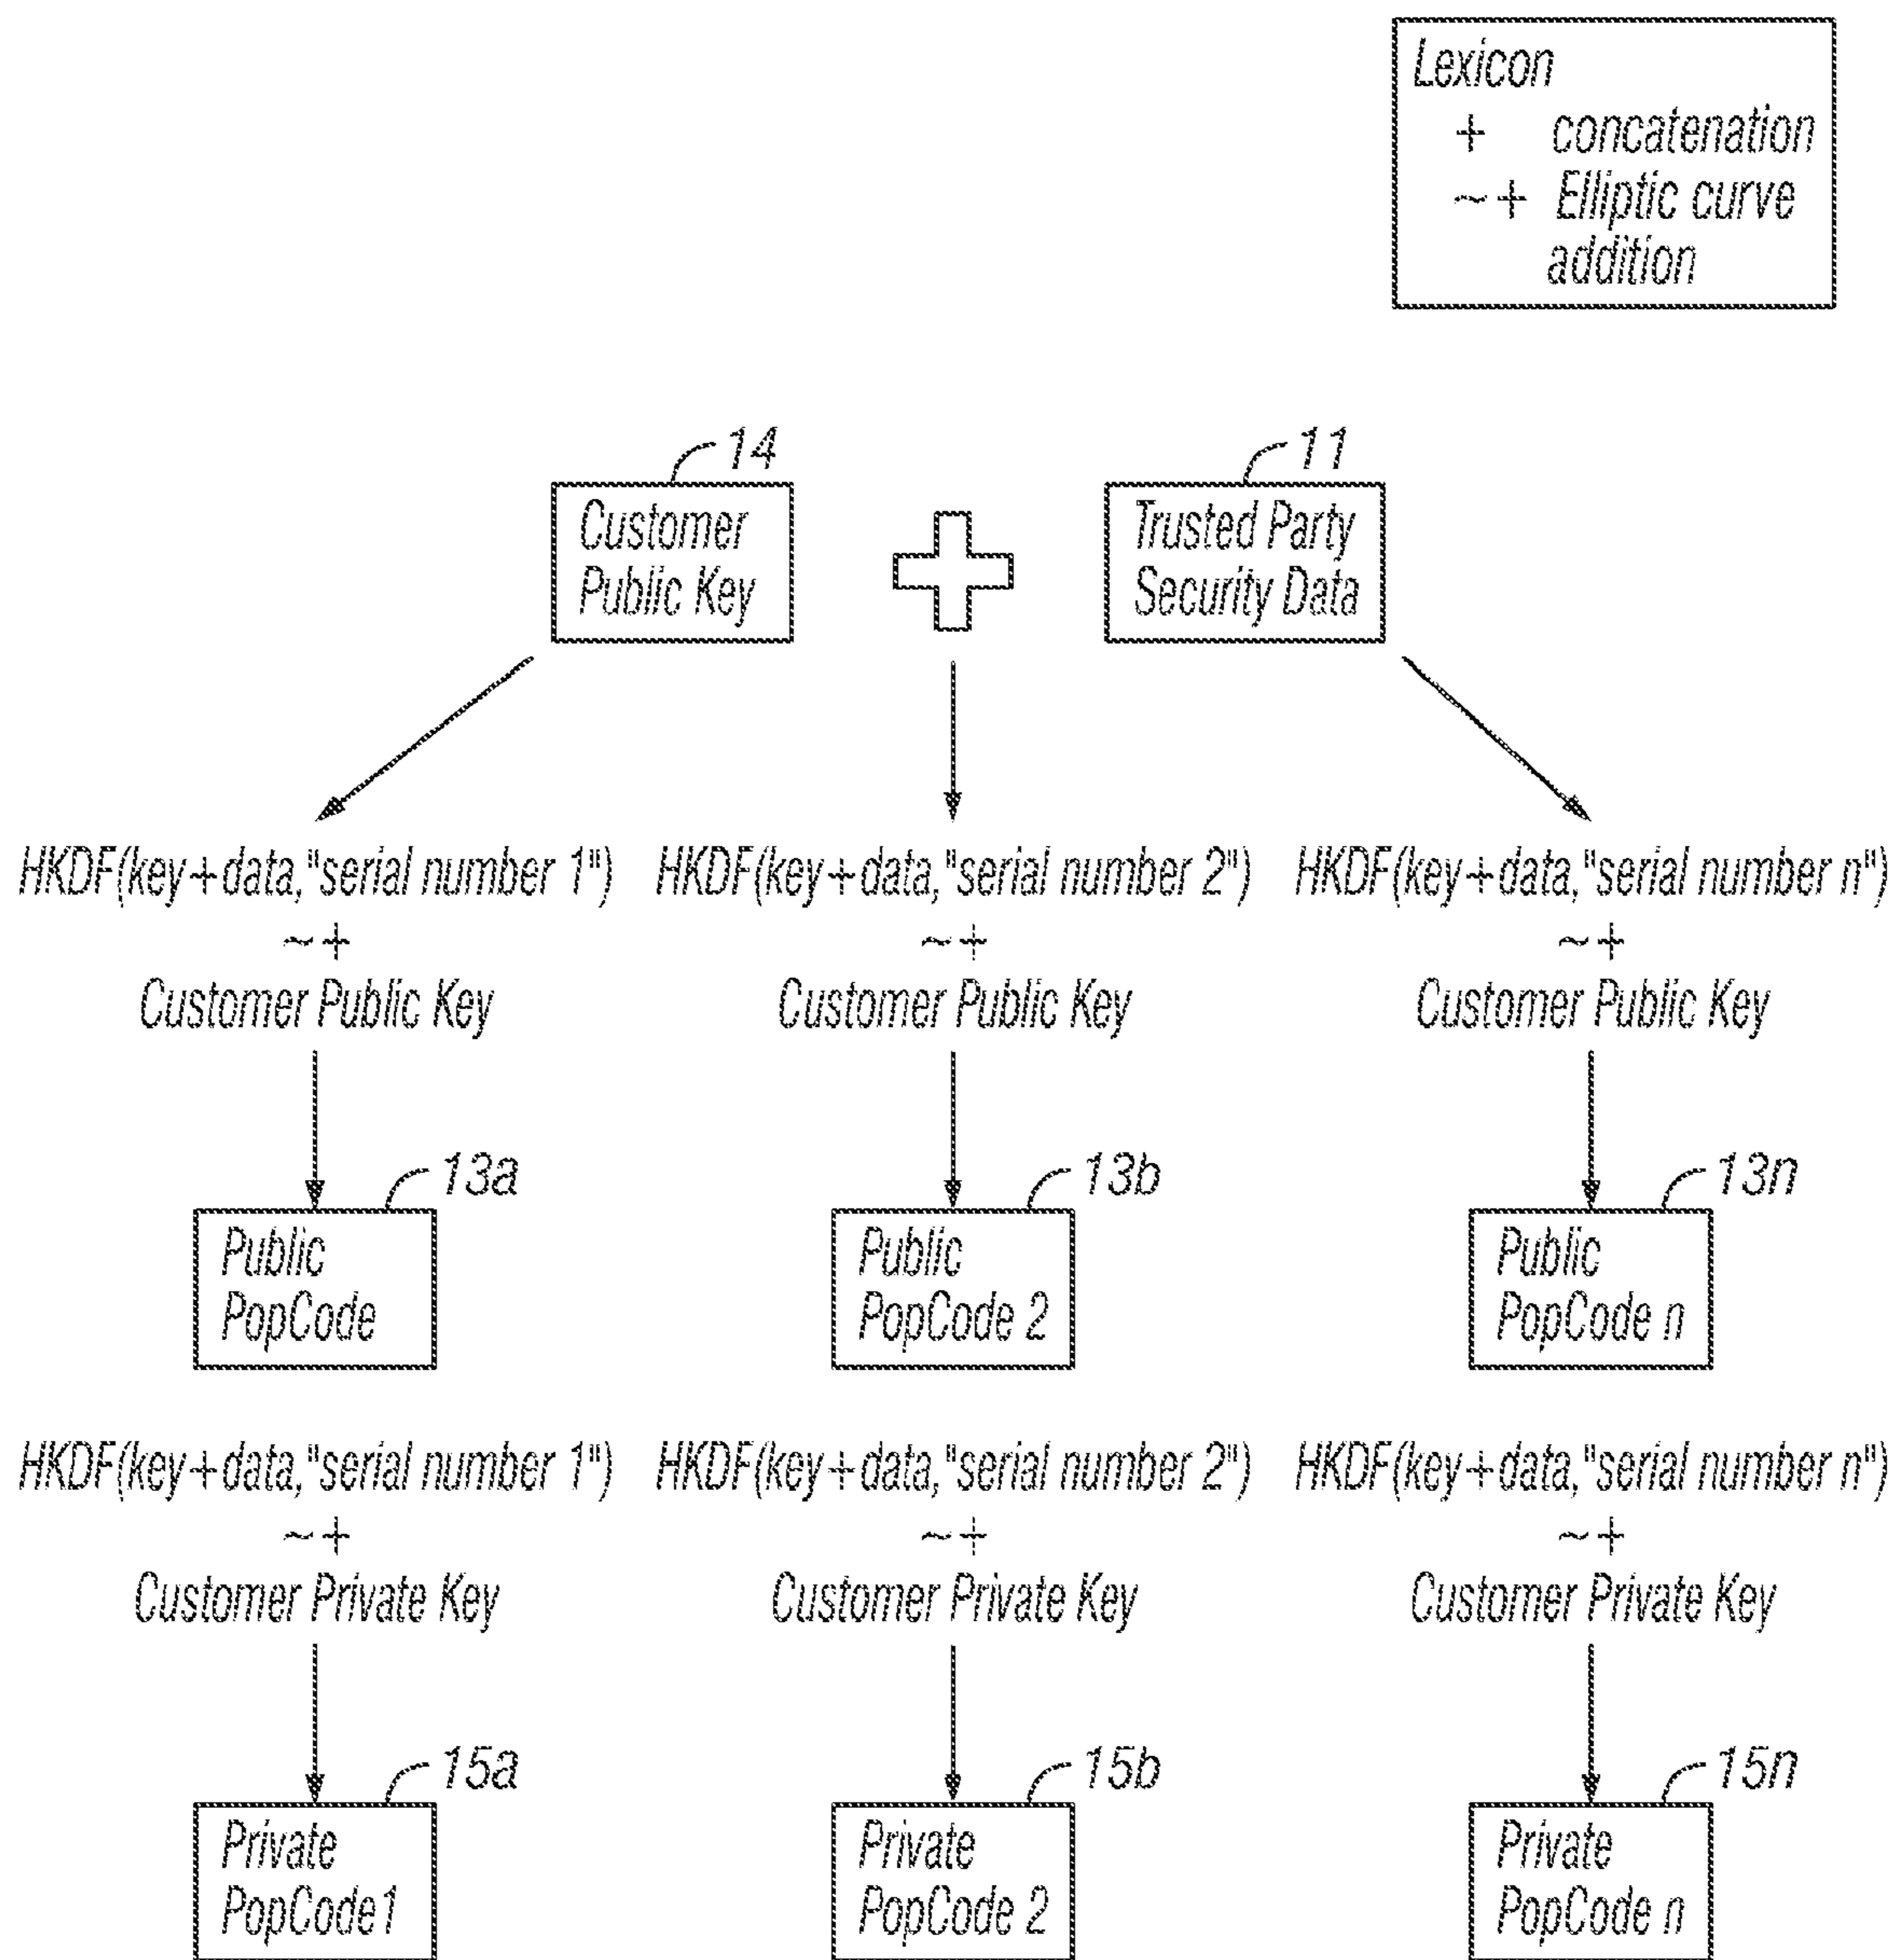 Lexicon
+ concatenation
~+ Elliptic curve
addition
14
11
Customer
Public Key
Trusted Party
Security Data
HKDF(key+data,"serial number 1") HKDF(key+data,"serial number 2") HKDF(key+data,"serial number n")
~+ ~+ ~+
Customer Public Key Customer Public Key Customer Public Key
13a 13b 13n
Public
PopCode
Public
PopCode 2
Public
PopCode n
HKDF(key+data,"serial number 1") HKDF(key+data,"serial number 2") HKDF(key+data,"serial number n")
~+ ~+ ~+
Customer Private Key Customer Private Key Customer Private Key
15a 15b 15n
Private
PopCode1
Private
PopCode 2
Private
PopCode n